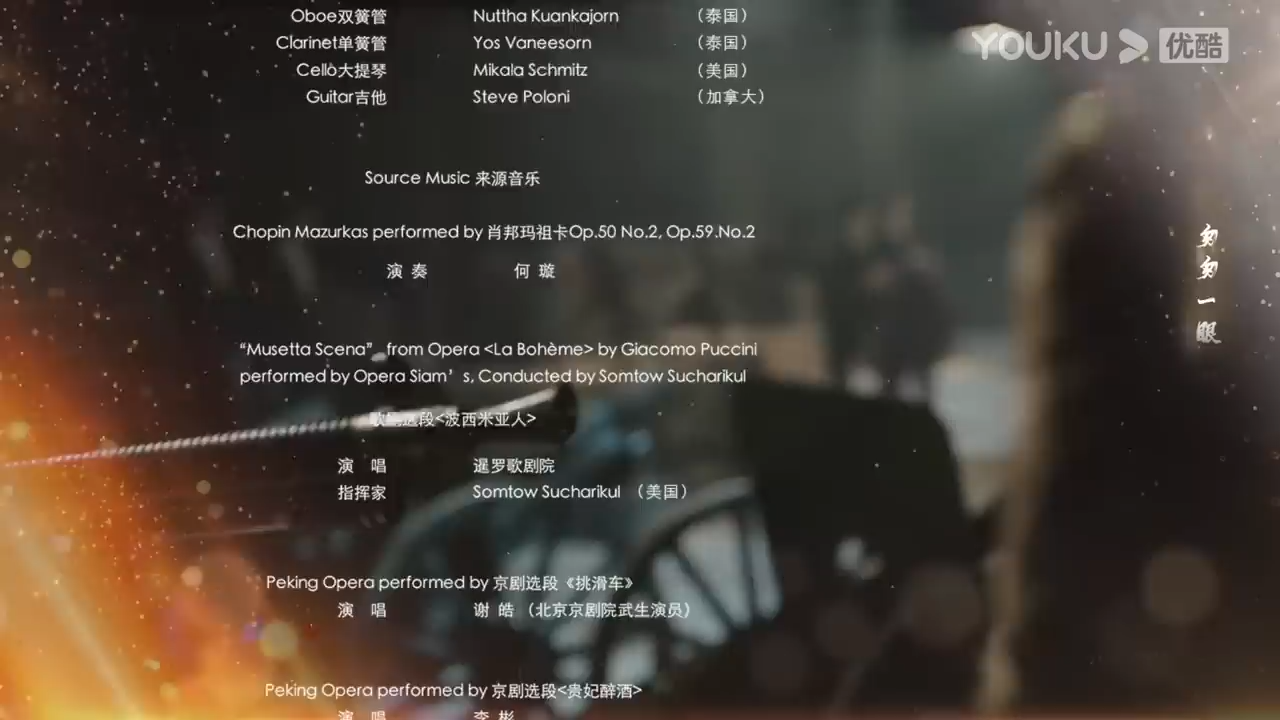 Oboe双簧管 Nuttha Kuankajorn （泰国）
Clarinet单簧管 Yos Vaneesorn （泰国）
Cello大提琴 Mikala Schmitz （美国）
Guitar吉他 Steve Poloni （加拿大）
YOUKU 优酷
Source Music 来源音乐
Chopin Mazurkas performed by 肖邦玛祖卡Op.50 No.2, Op.59.No.2
演 奏 何 璇
匆匆一眼
“Musetta Scena” from Opera <La Bohème> by Giacomo Puccini
performed by Opera Siam’s, Conducted by Somtow Sucharikul
歌剧选段<波西米亚人>
演 唱 暹罗歌剧院
指挥家 Somtow Sucharikul （美国）
Peking Opera performed by 京剧选段《挑滑车》
演 唱 谢 皓（北京京剧院武生演员）
Peking Opera performed by 京剧选段<贵妃醉酒>
演 唱 李 彬